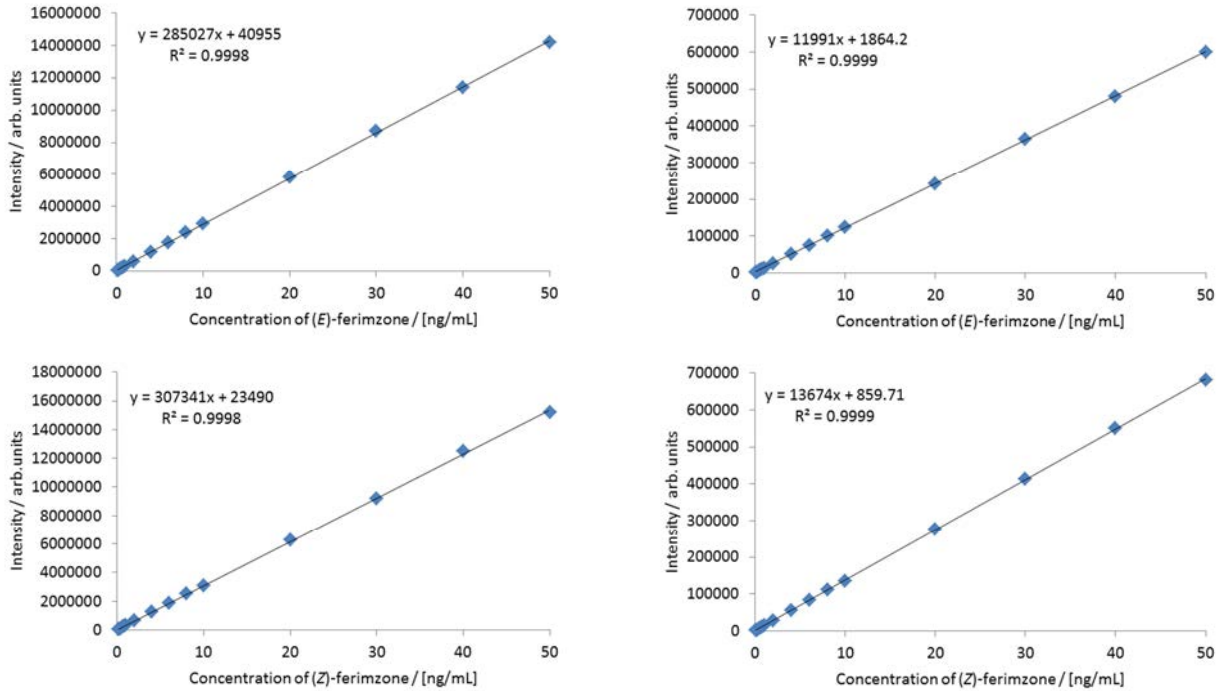 16000000
14000000
12000000
10000000
8000000
6000000
4000000
2000000
0
y = 285027x + 40955
R² = 0.9998
Intensity / arb. units
0 10 20 30 40 50
Concentration of (E)-ferimzone / [ng/mL]
700000
600000
500000
400000
300000
200000
100000
0
y = 11991x + 1864.2
R² = 0.9999
Intensity / arb. units
0 10 20 30 40 50
Concentration of (E)-ferimzone / [ng/mL]
18000000
16000000
14000000
12000000
10000000
8000000
6000000
4000000
2000000
0
y = 307341x + 23490
R² = 0.9998
Intensity / arb.units
0 10 20 30 40 50
Concentration of (Z)-ferimzone / [ng/mL]
700000
600000
500000
400000
300000
200000
100000
0
y = 13674x + 859.71
R² = 0.9999
Intensity / arb. units
0 10 20 30 40 50
Concentration of (Z)-ferimzone / [ng/mL]